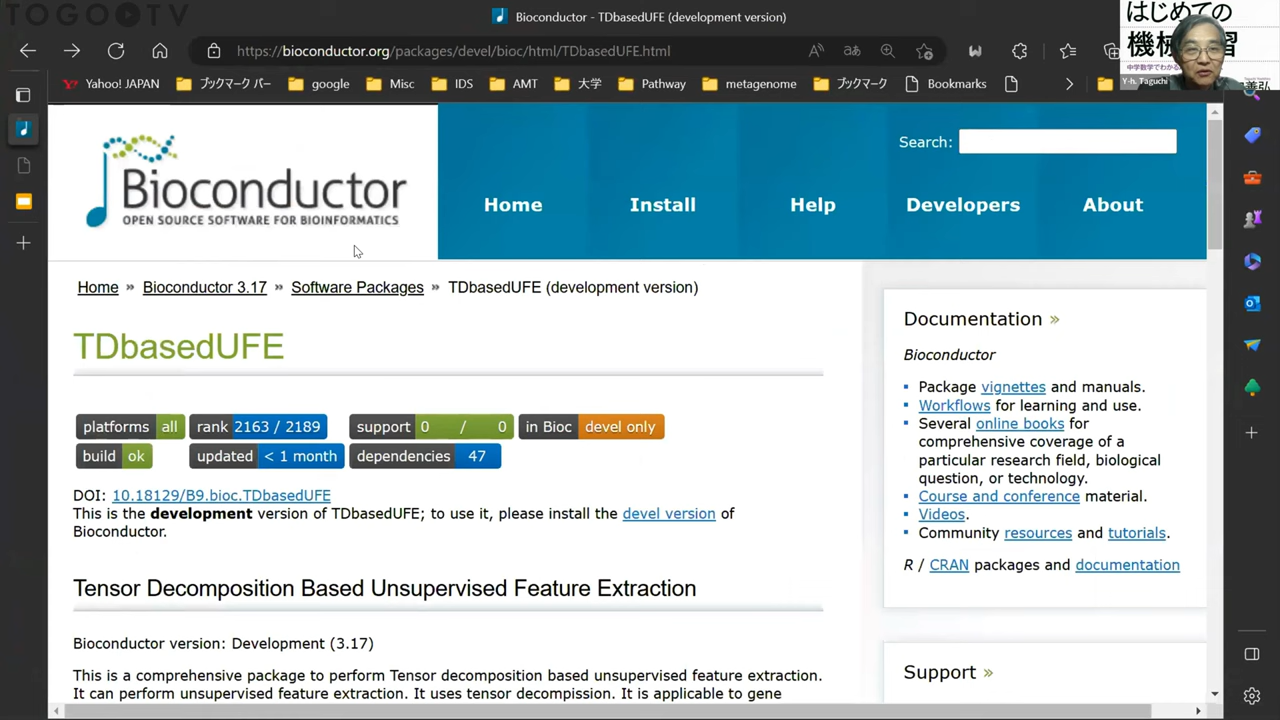 TOGO TV
Bioconductor - TDbasedUFE (development version)
はじめての
https://bioconductor.org/packages/devel/bioc/html/TDbasedUFE.html
Y-h. Taguchi
Yahoo! JAPAN
ブックマーク バー
google
Misc
AMT
大学
Pathway
metagenome
ブックマーク
Bookmarks
Bioconductor
OPEN SOURCE SOFTWARE FOR BIOINFORMATICS
Search:
Home
Install
Help
Developers
About
Home » Bioconductor 3.17 » Software Packages » TDbasedUFE (development version)
TDbasedUFE
platforms all rank 2163 / 2189 support 0 / 0 in Bioc devel only
build ok updated < 1 month dependencies 47
DOI: 10.18129/B9.bioc.TDbasedUFE
This is the development version of TDbasedUFE; to use it, please install the devel version of
Bioconductor.
Tensor Decomposition Based Unsupervised Feature Extraction
Bioconductor version: Development (3.17)
This is a comprehensive package to perform Tensor decomposition based unsupervised feature extraction.
It can perform unsupervised feature extraction. It uses tensor decompission. It is applicable to gene
Documentation »
Bioconductor
Package vignettes and manuals.
Workflows for learning and use.
Several online books for
comprehensive coverage of a
particular research field, biological
question, or technology.
Course and conference material.
Videos.
Community resources and tutorials.
R / CRAN packages and documentation
Support »